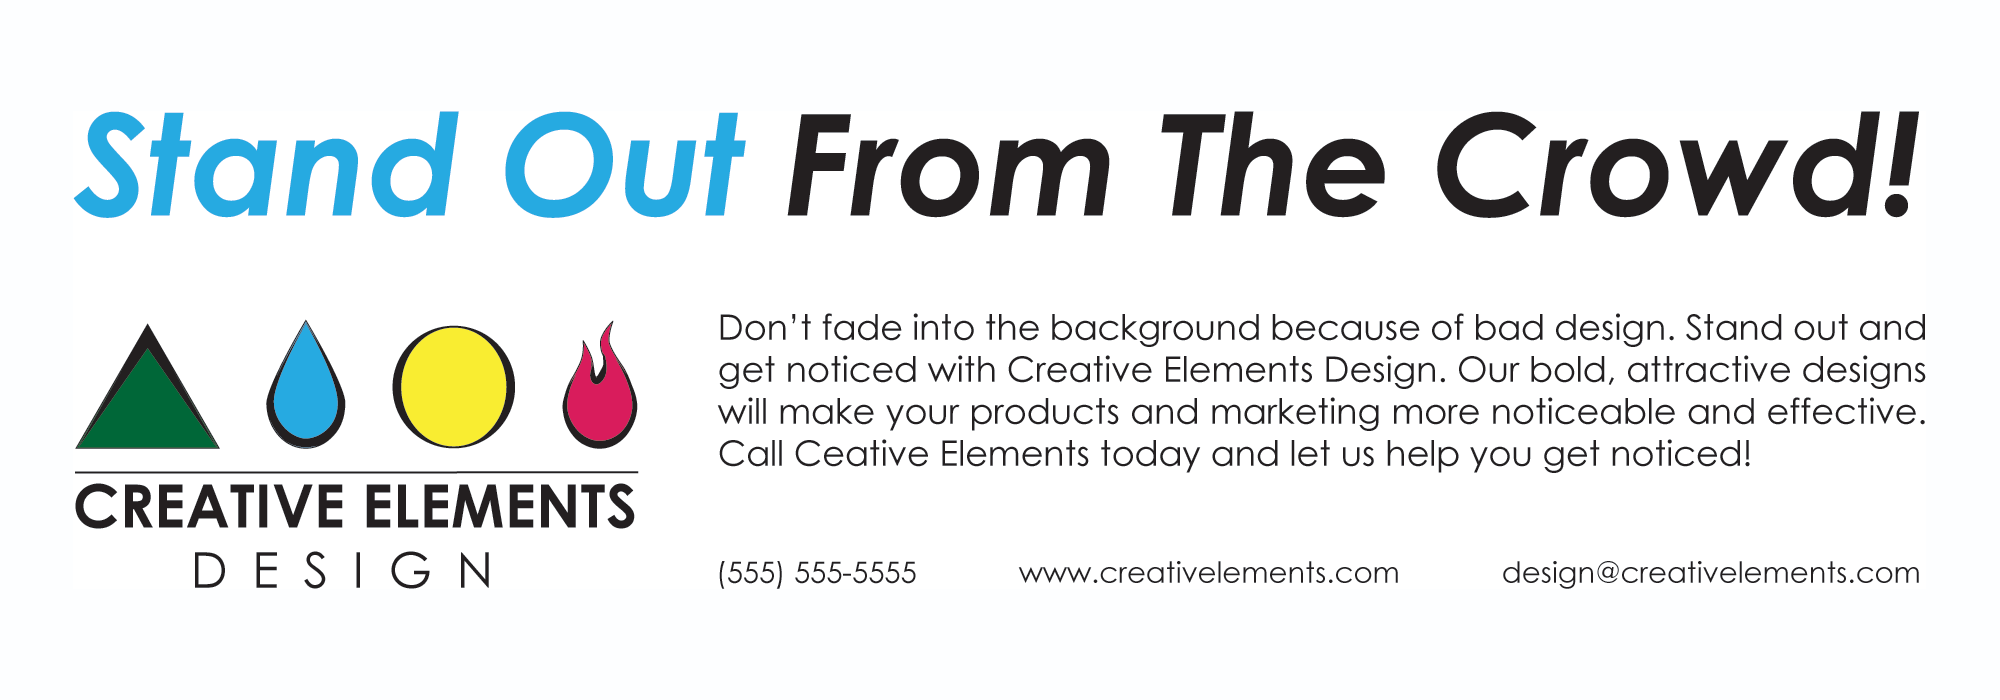 Stand Out From The Crowd!
Don’t fade into the background because of bad design. Stand out and
get noticed with Creative Elements Design. Our bold, attractive designs
will make your products and marketing more noticeable and effective.
Call Ceative Elements today and let us help you get noticed!
CREATIVE ELEMENTS
DESIGN
(555) 555-5555 www.creativelements.com design@creativelements.com